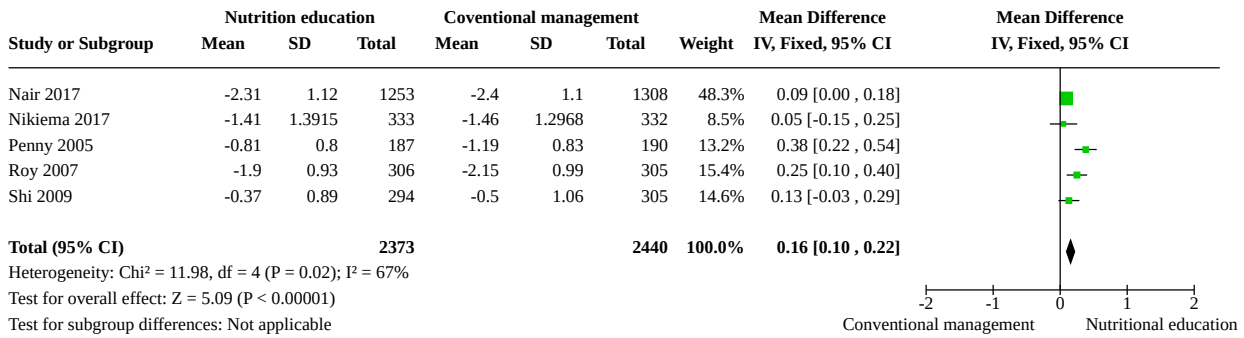 Nutrition education Coventional management Mean Difference Mean Difference
Study or Subgroup Mean SD Total Mean SD Total Weight IV, Fixed, 95% CI IV, Fixed, 95% CI
Nair 2017 -2.31 1.12 1253 -2.4 1.1 1308 48.3% 0.09 [0.00 , 0.18]
Nikiema 2017 -1.41 1.3915 333 -1.46 1.2968 332 8.5% 0.05 [-0.15 , 0.25]
Penny 2005 -0.81 0.8 187 -1.19 0.83 190 13.2% 0.38 [0.22 , 0.54]
Roy 2007 -1.9 0.93 306 -2.15 0.99 305 15.4% 0.25 [0.10 , 0.40]
Shi 2009 -0.37 0.89 294 -0.5 1.06 305 14.6% 0.13 [-0.03 , 0.29]
Total (95% CI) 2373 2440 100.0% 0.16 [0.10 , 0.22]
Heterogeneity: Chi² = 11.98, df = 4 (P = 0.02); I² = 67%
Test for overall effect: Z = 5.09 (P < 0.00001)
-2 -1 0 1 2
Test for subgroup differences: Not applicable Conventional management Nutritional education